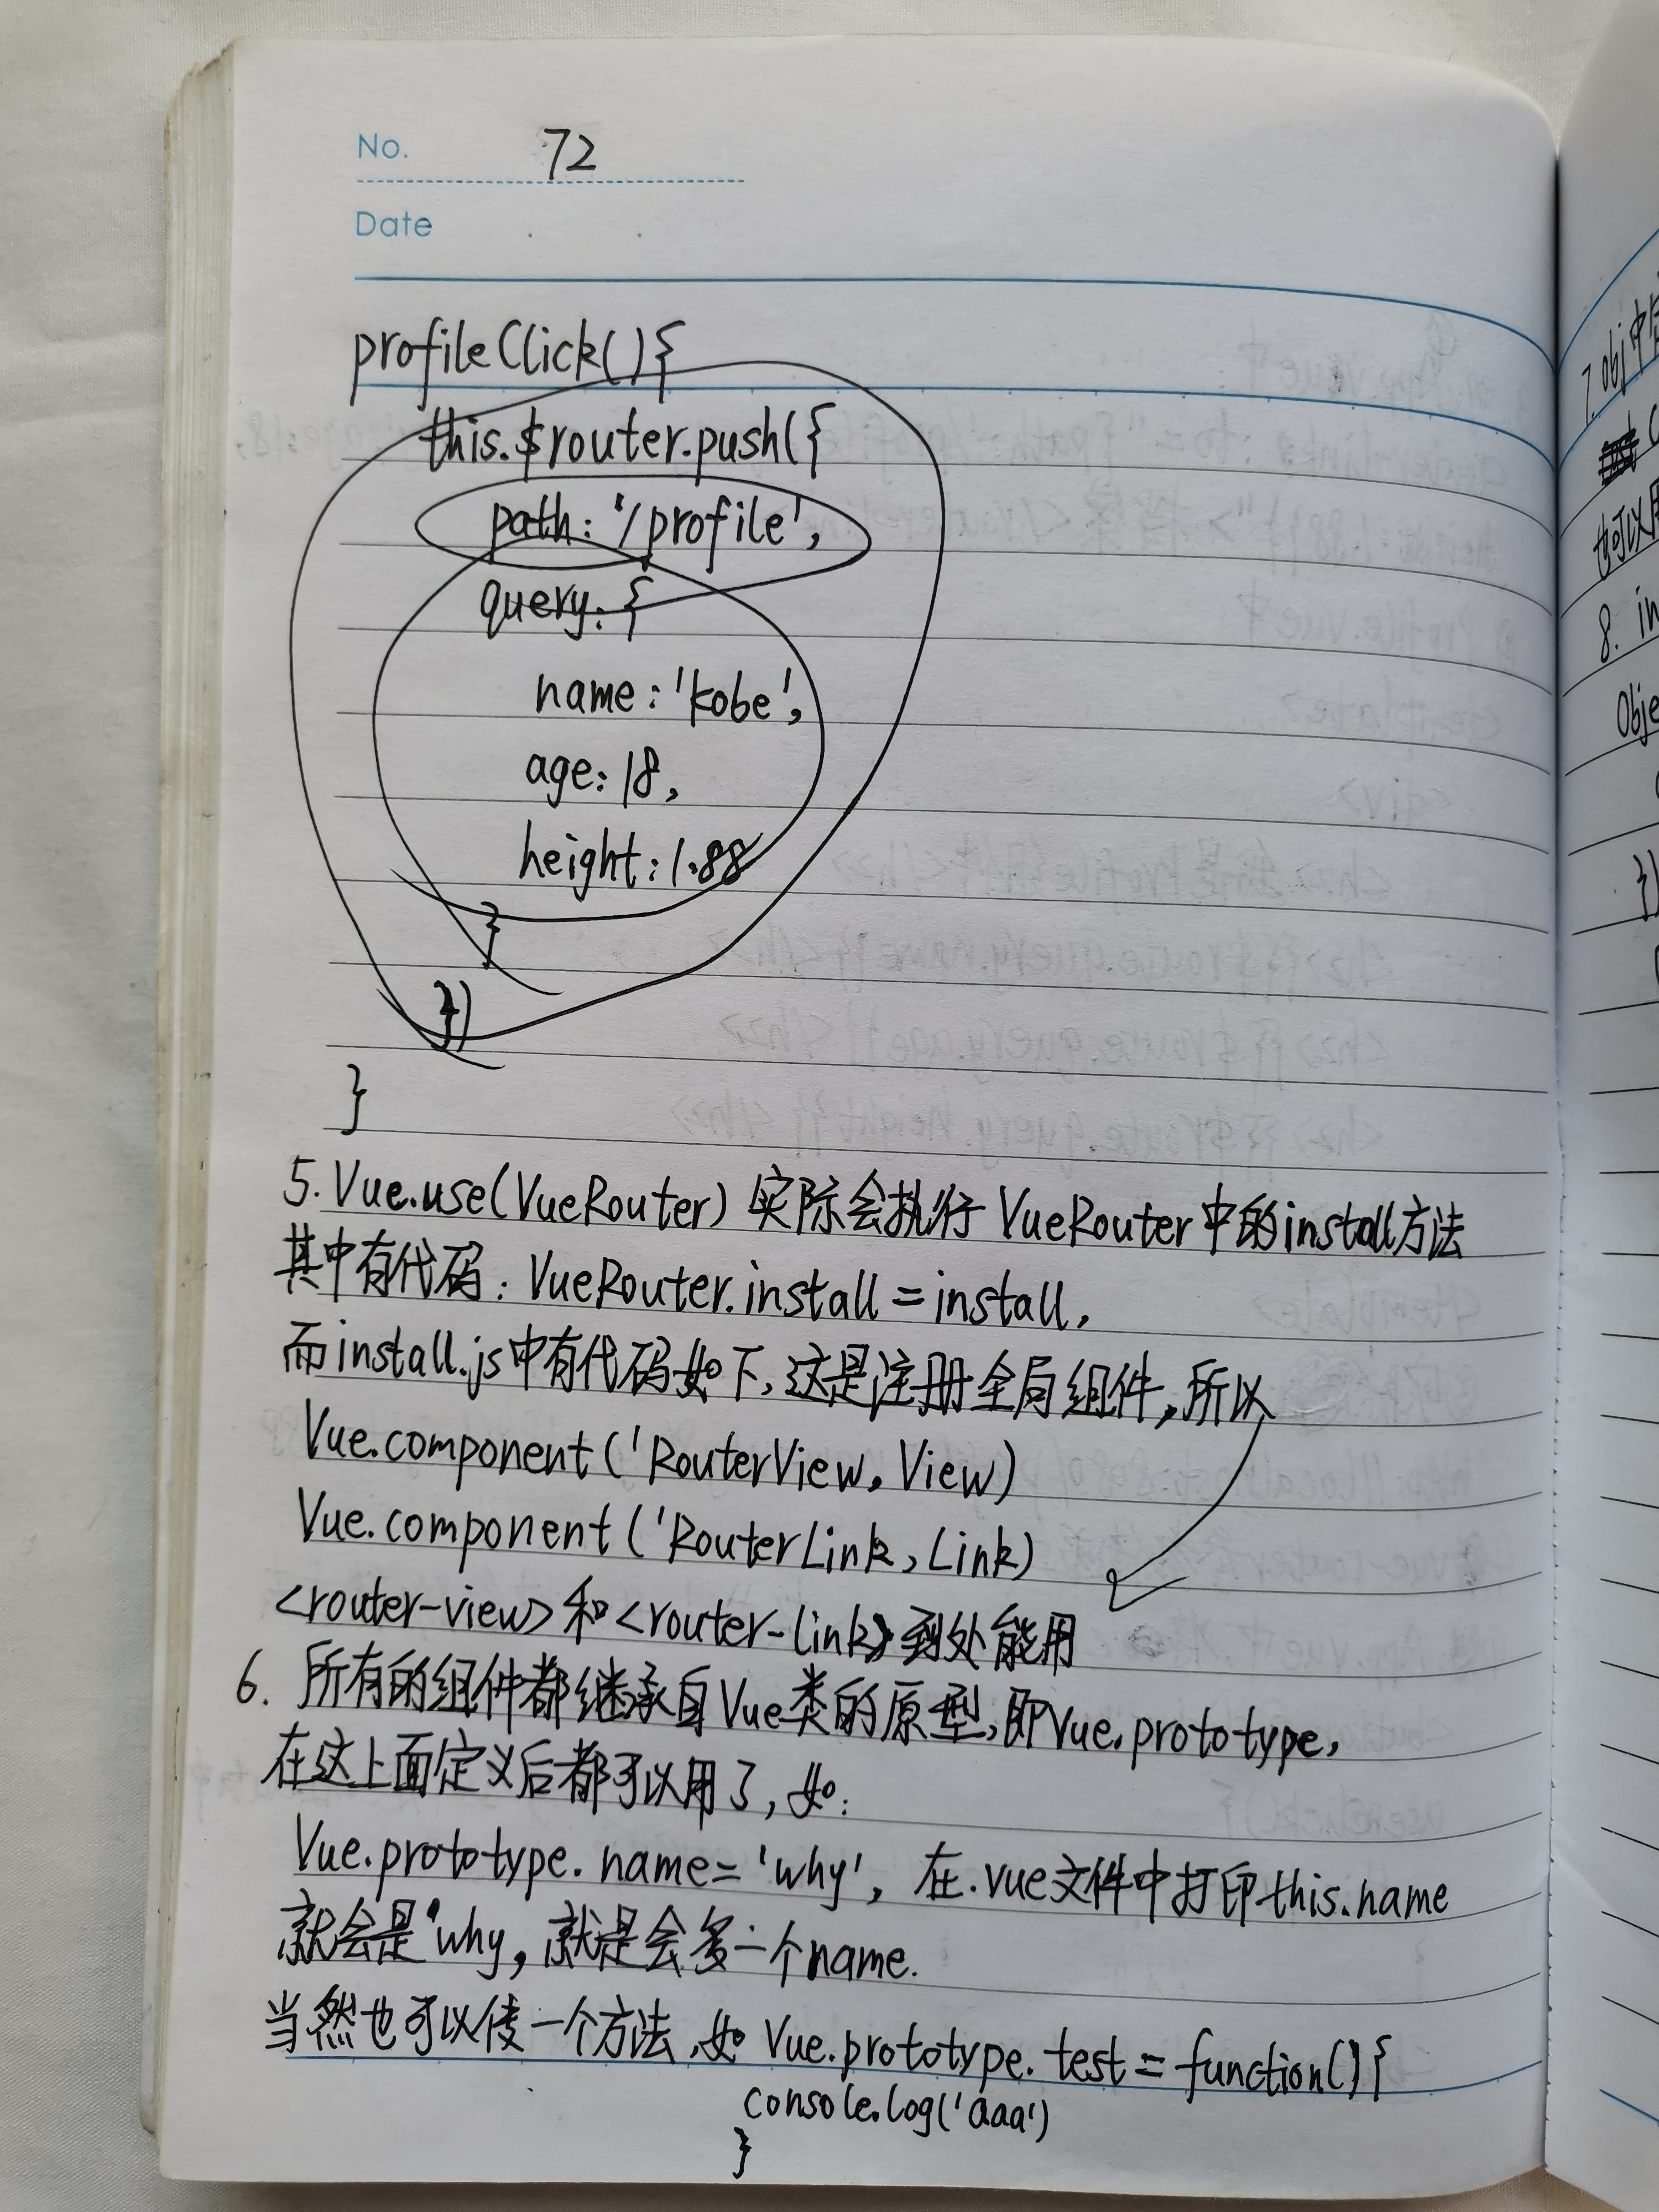 No. 72
Date . .
profileClick(){
this.$router.push({
path: '/profile',
query: {
name: 'kobe',
age: 18,
height: 1.88
}
})
}
5. Vue.use(VueRouter) 实际会执行 VueRouter中的install方法
其中有代码: VueRouter.install = install,
而install.js中有代码如下,这是注册全局组件,所以
Vue.component('RouterView, View)
Vue.component('RouterLink, Link)
<router-view> 和 <router-link> 到处能用
6. 所有的组件都继承自Vue类的原型,即Vue.prototype,
在这上面定义后都可以用了, 如:
Vue.prototype.name= 'why', 在.vue文件中打印this.name
就会是'why, 就是会多一个name.
当然也可以传一个方法,如 Vue.prototype.test = function(){
console.log('aaa')
}
7. obj中
也可以用
8. in
Obje
})